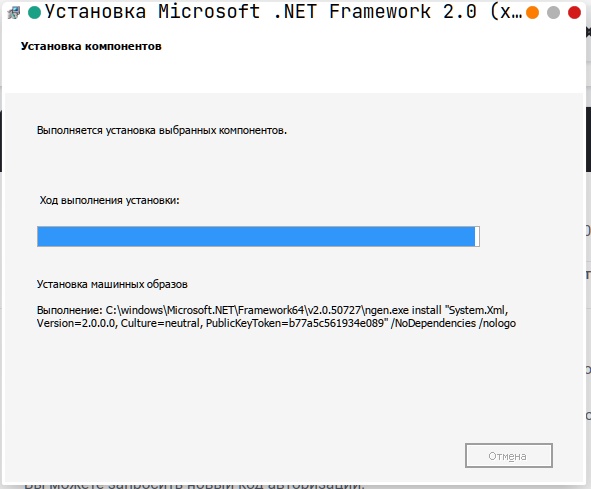 Установка Microsoft .NET Framework 2.0 (x...
Установка компонентов
Выполняется установка выбранных компонентов.
Ход выполнения установки:
Установка машинных образов
Выполнение: C:\windows\Microsoft.NET\Framework64\v2.0.50727\ngen.exe install "System.Xml,
Version=2.0.0.0, Culture=neutral, PublicKeyToken=b77a5c561934e089" /NoDependencies /nologo
Отмена
Вы можете запросить новый код авторизации.